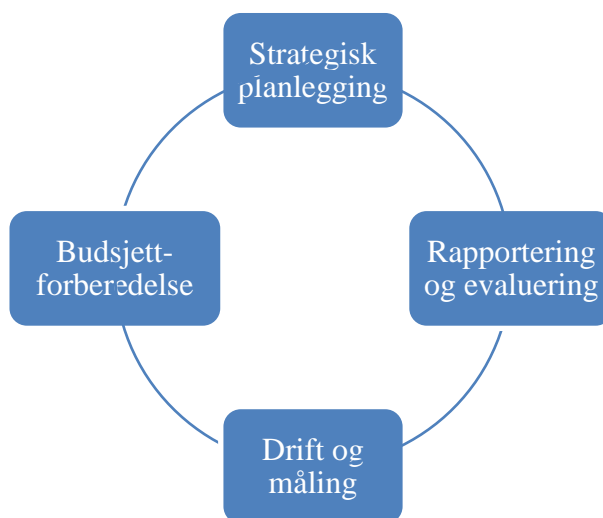 Strategisk
planlegging
Budsjett-
forberedelse
Rapportering
og evaluering
Drift og
måling